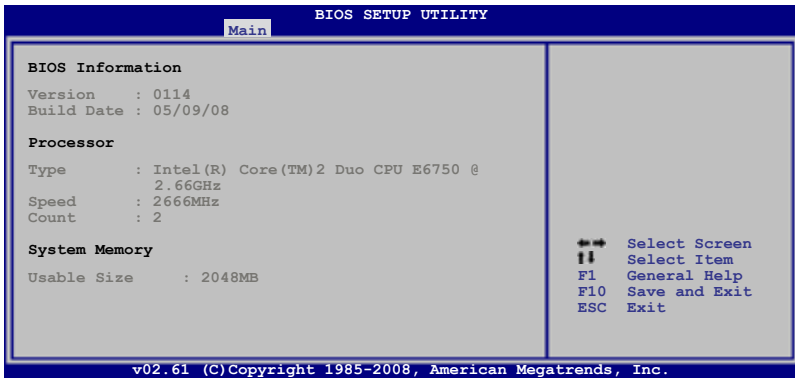 BIOS SETUP UTILITY
Main
BIOS Information
Version : 0114
Build Date : 05/09/08
Processor
Type : Intel(R) Core(TM)2 Duo CPU E6750 @
2.66GHz
Speed : 2666MHz
Count : 2
System Memory
Usable Size : 2048MB
←→ Select Screen
↑↓ Select Item
F1 General Help
F10 Save and Exit
ESC Exit
v02.61 (C)Copyright 1985-2008, American Megatrends, Inc.